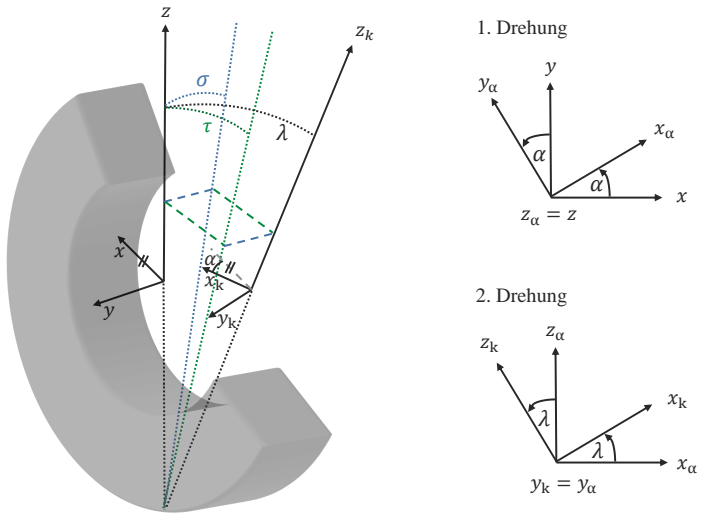 z
z_k
σ
τ
λ
x
y
α
x_k
y_k
1. Drehung
y
y_α
x_α
α
α
x
z_α = z
2. Drehung
z_α
z_k
x_k
λ
λ
x_α
y_k = y_α